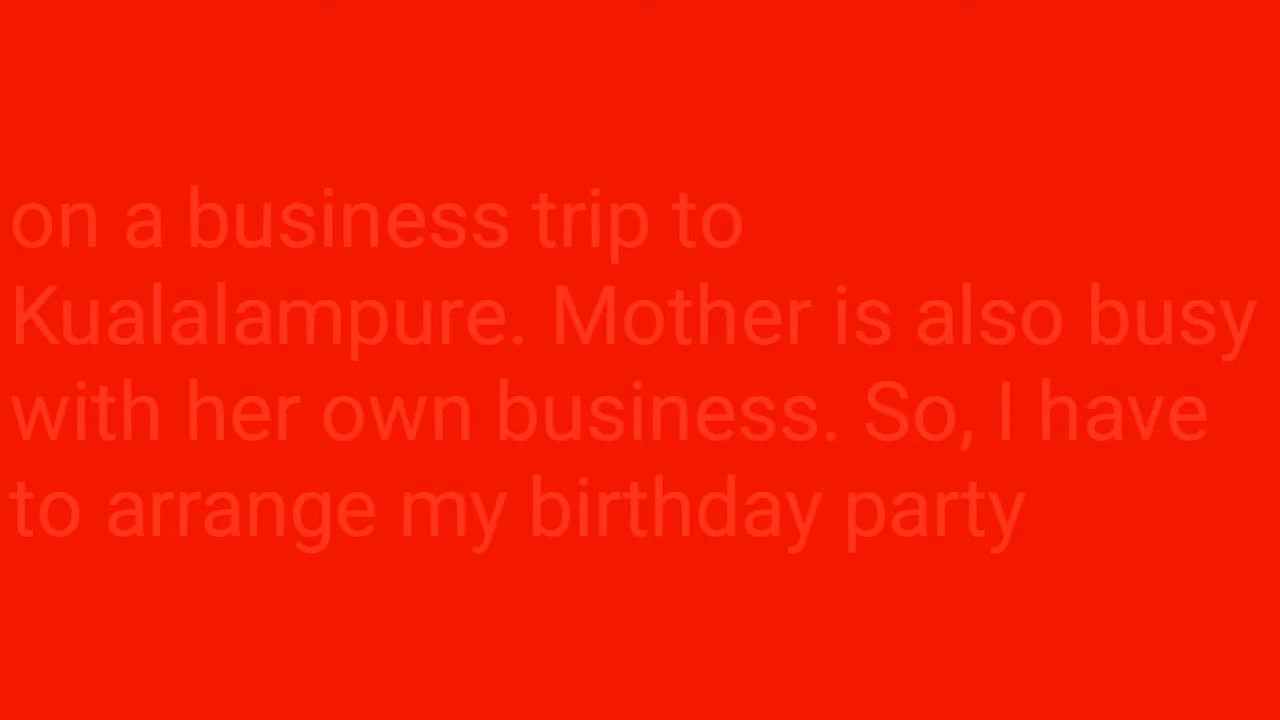 on a business trip to
Kualalampure. Mother is also busy
with her own business. So, I have
to arrange my birthday party